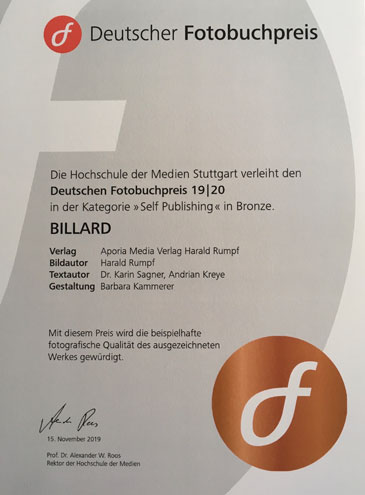 Deutscher Fotobuchpreis
Die Hochschule der Medien Stuttgart verleiht den
Deutschen Fotobuchpreis 19|20
in der Kategorie »Self Publishing« in Bronze.
BILLARD
Verlag Aporia Media Verlag Harald Rumpf
Bildautor Harald Rumpf
Textautor Dr. Karin Sagner, Andrian Kreye
Gestaltung Barbara Kammerer
Mit diesem Preis wird die beispielhafte
fotografische Qualität des ausgezeichneten
Werkes gewürdigt.
15. November 2019
Prof. Dr. Alexander W. Roos
Rektor der Hochschule der Medien